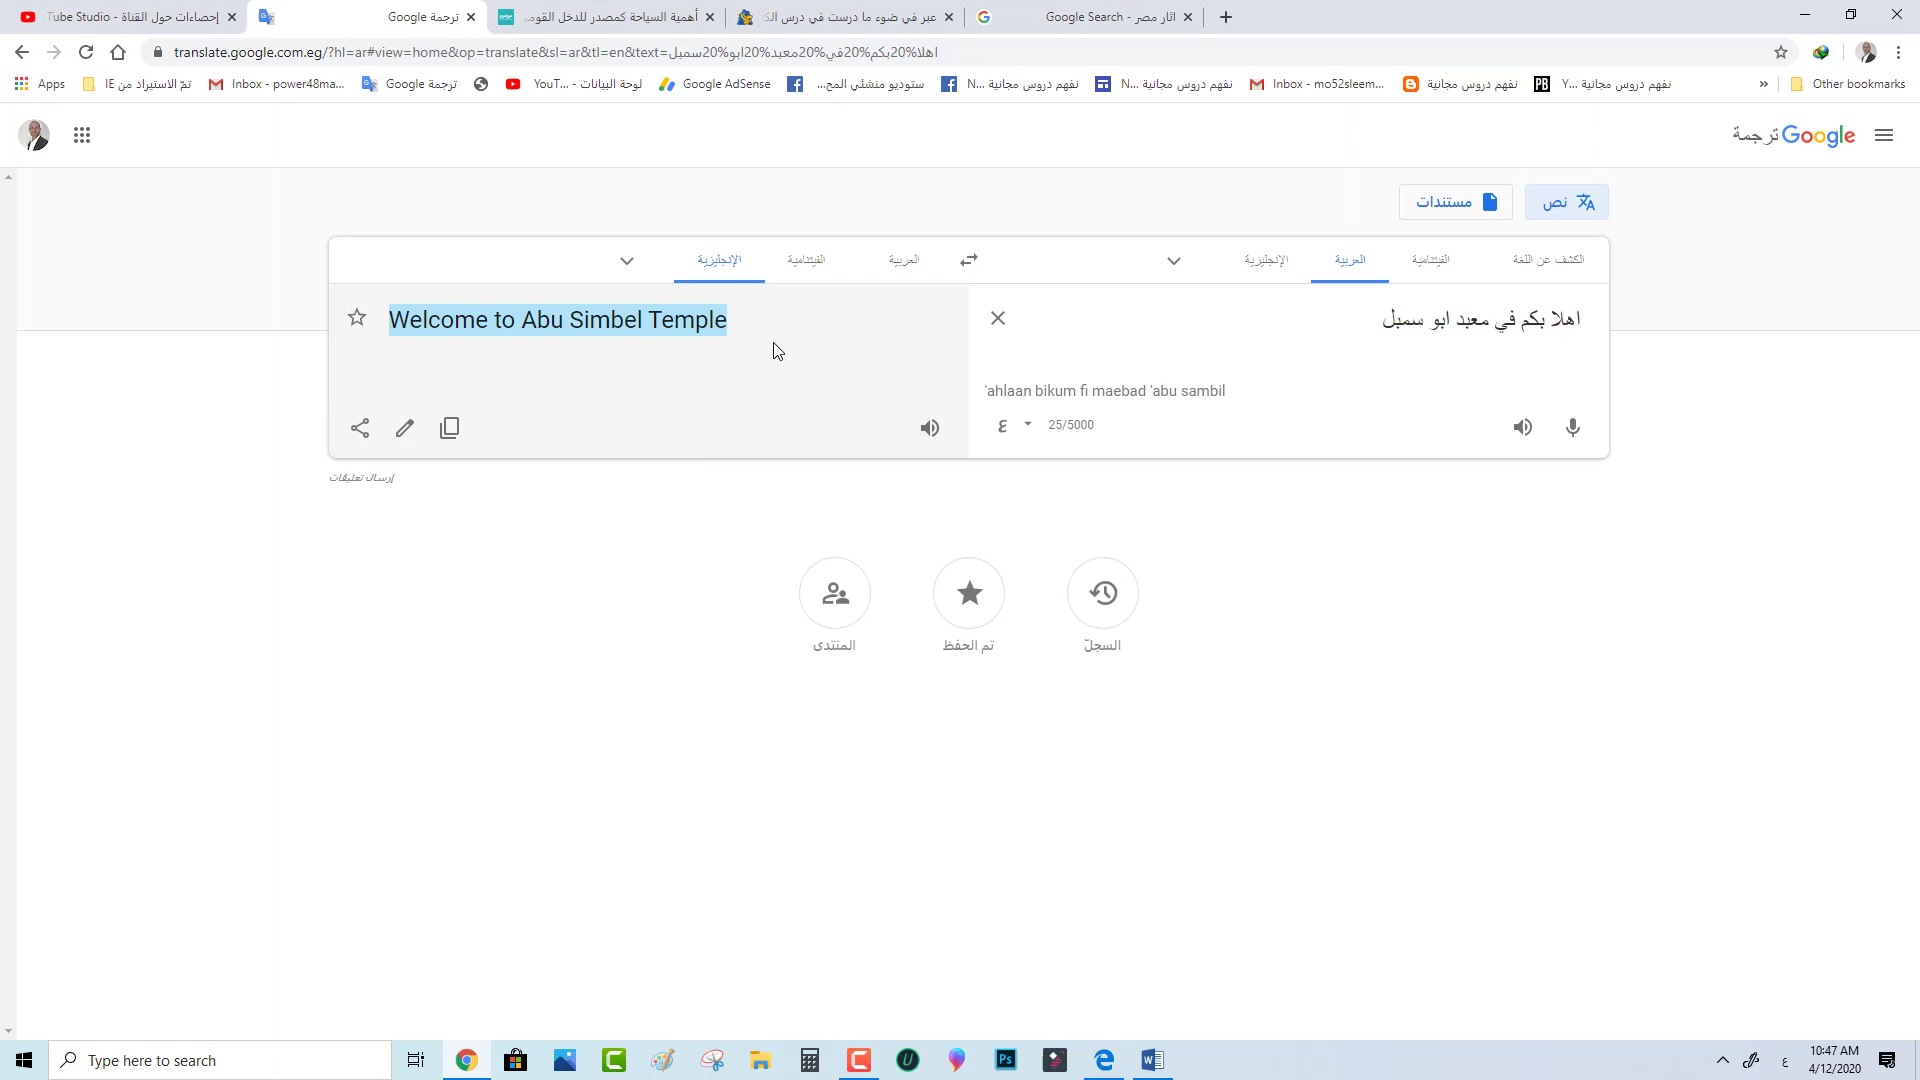 Tube Studio - إحصاءات حول القناة
ترجمة Google
أهمية السياحة كمصدر للدخل القومي
عبر في ضوء ما درست في درس الك
اثار مصر - Google Search
translate.google.com.eg/?hl=ar#view=home&op=translate&sl=ar&tl=en&text=اهلا%20بكم%20في%20معبد%20ابو%20سمبل
Apps
تمّ الاستيراد من IE
Inbox - power48ma...
ترجمة Google
لوحة البيانات - YouT...
Google AdSense
ستوديو منشئي المح...
نفهم دروس مجانية N...
نفهم دروس مجانية N...
Inbox - mo52sleem...
نفهم دروس مجانية
نفهم دروس مجانية Y...
»
Other bookmarks
ترجمة Google
نص
مستندات
الكشف عن اللغة
الفيتنامية
العربية
الإنجليزية
العربية
الفيتنامية
الإنجليزية
اهلا بكم في معبد ابو سمبل
Welcome to Abu Simbel Temple
'ahlaan bikum fi maebad 'abu sambil
ع
25/5000
إرسال تعليقات
السجلّ
تم الحفظ
المنتدى
Type here to search
Ps
ع
10:47 AM
4/12/2020